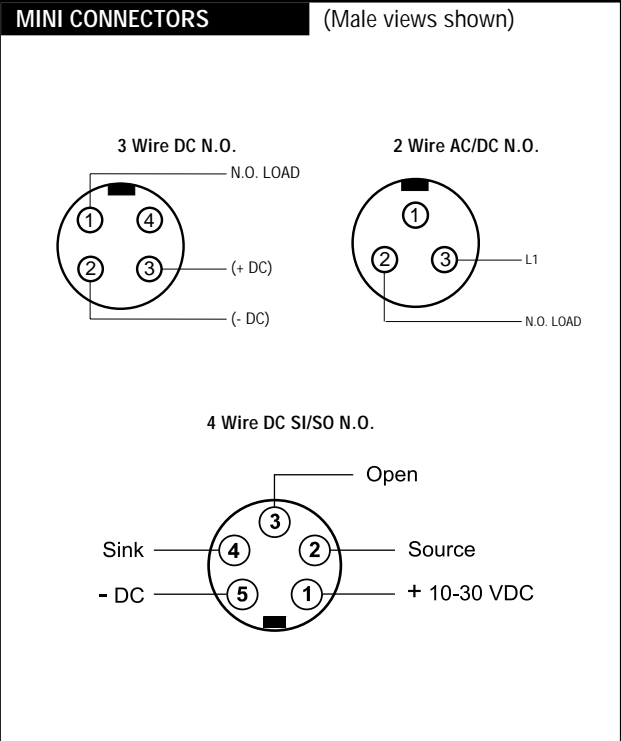 MINI CONNECTORS (Male views shown)
3 Wire DC N.O.
N.O. LOAD
1 4
2 3 (+ DC)
(- DC)
2 Wire AC/DC N.O.
1
2 3 L1
N.O. LOAD
4 Wire DC SI/SO N.O.
Open
3
Sink 4 2 Source
- DC 5 1 + 10-30 VDC